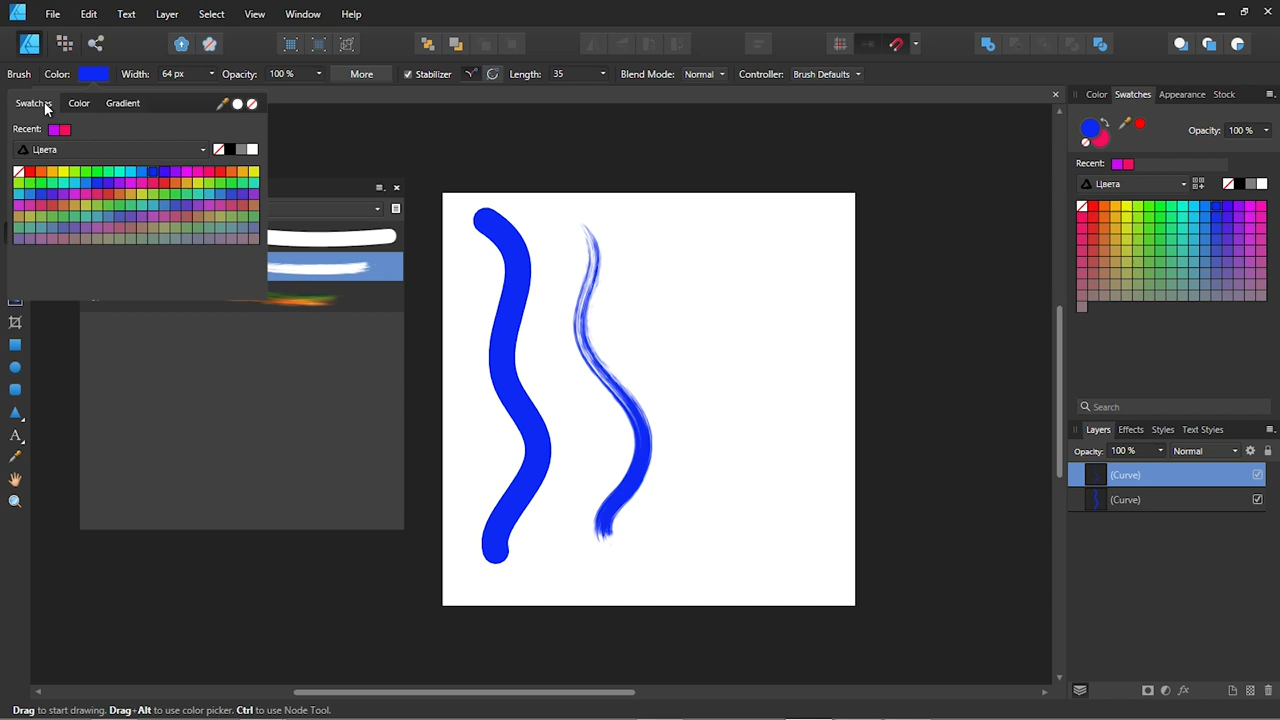 File Edit Text Layer Select View Window Help
Brush Color: Width: 64 px Opacity: 100 % More Stabilizer Length: 35 Blend Mode: Normal Controller: Brush Defaults
Swatches Color Gradient
Recent:
Цвета
Color Swatches Appearance Stock
Opacity: 100 %
Recent:
Цвета
Search
Layers Effects Styles Text Styles
Opacity: 100 % Normal
(Curve)
(Curve)
Drag to start drawing. Drag+Alt to use color picker. Ctrl to use Node Tool.